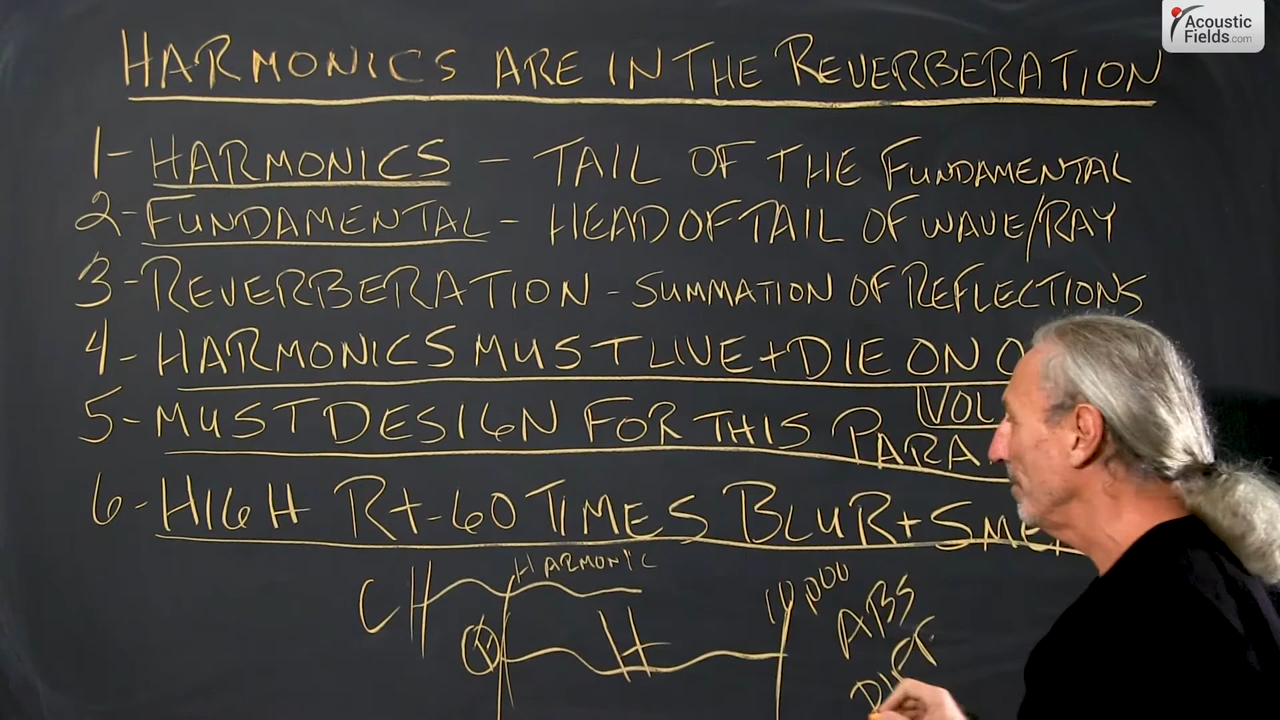 Acoustic
Fields.com
HARMONICS ARE IN THE REVERBERATION
1- HARMONICS - TAIL OF THE FUNDAMENTAL
2- FUNDAMENTAL - HEAD OF TAIL OF WAVE/RAY
3- REVERBERATION - SUMMATION OF REFLECTIONS
4- HARMONICS MUST LIVE + DIE ON
VOL
5- MUST DESIGN FOR THIS PARA
6- HIGH Rt-60 TIMES BLUR + SME
HARMONIC
CH
H
10,000
ABS